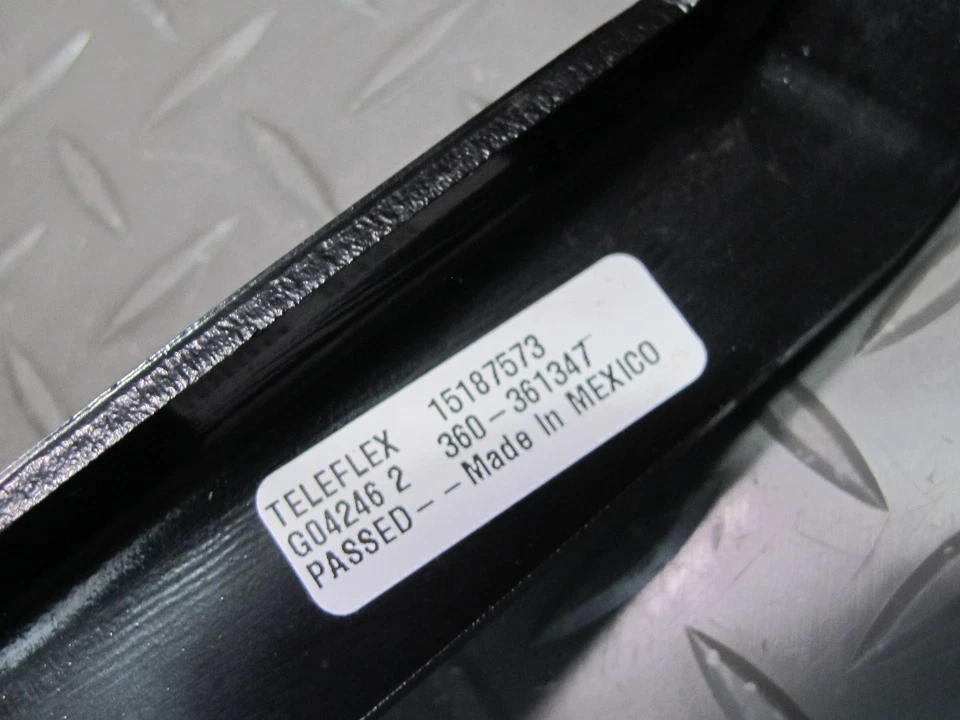 TELEFLEX 15187573
G04246 2 360-361347
PASSED- -Made In MEXICO